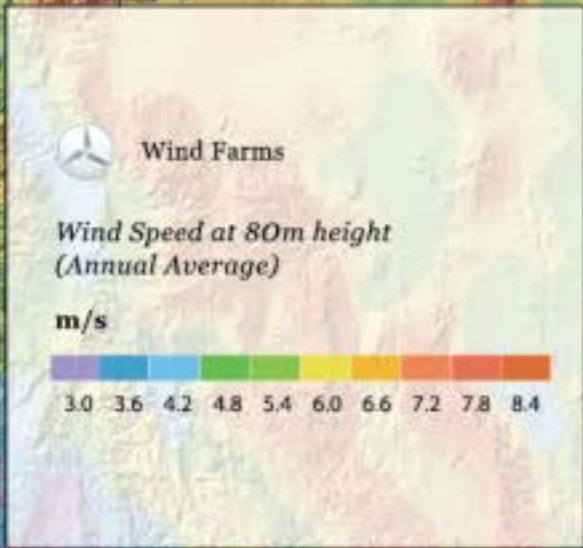 Wind Farms
Wind Speed at 80m height
(Annual Average)
m/s
3.0 3.6 4.2 4.8 5.4 6.0 6.6 7.2 7.8 8.4